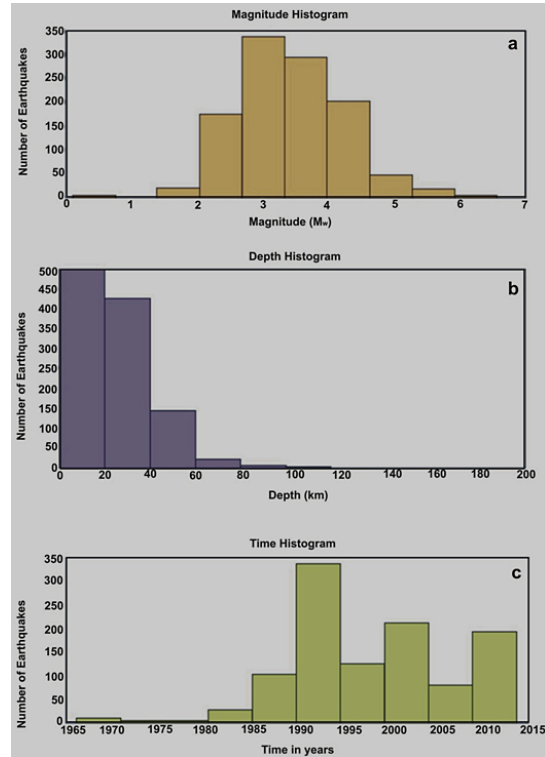 Magnitude Histogram
a
350
300
250
200
150
100
50
0
Number of Earthquakes
0 1 2 3 4 5 6 7
Magnitude (Mw)
Depth Histogram
b
500
450
400
350
300
250
200
150
100
50
0
Number of Earthquakes
0 20 40 60 80 100 120 140 160 180 200
Depth (km)
Time Histogram
c
350
300
250
200
150
100
50
0
Number of Earthquakes
1965 1970 1975 1980 1985 1990 1995 2000 2005 2010 2015
Time in years